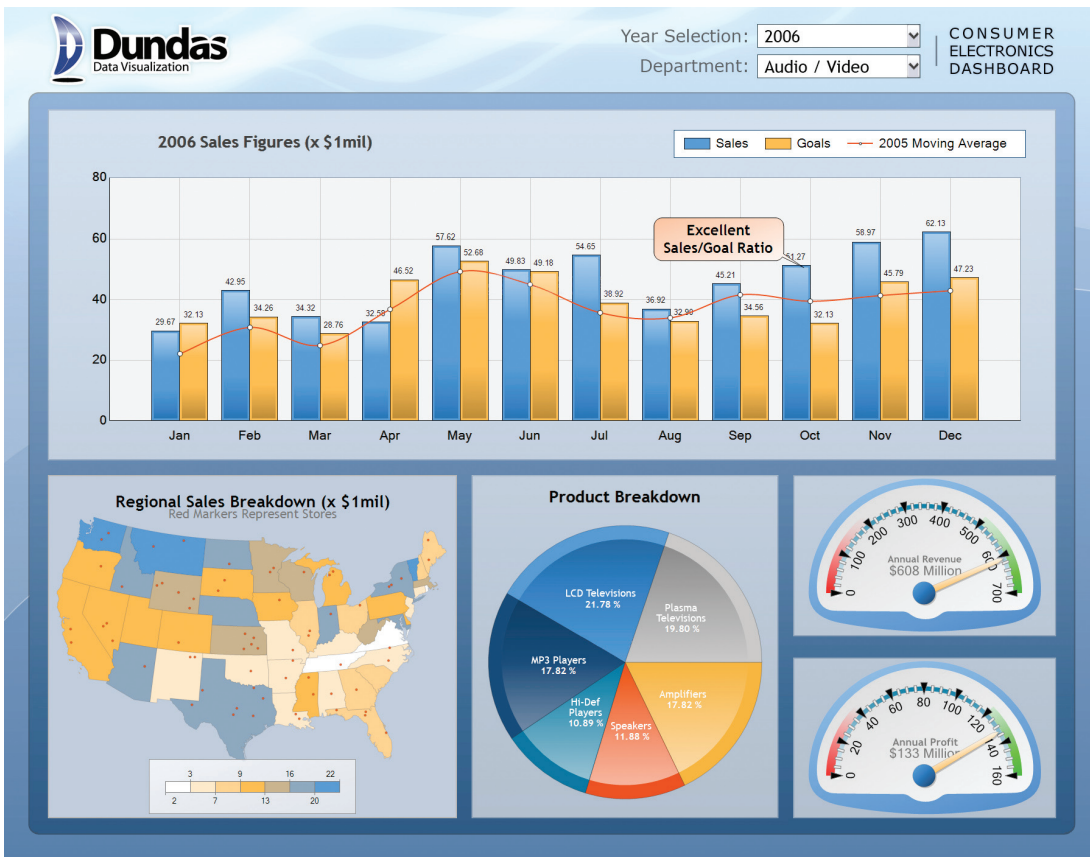 Dundas
Data Visualization
Year Selection: 2006
Department: Audio / Video
CONSUMER
ELECTRONICS
DASHBOARD
2006 Sales Figures (x $1mil)
Sales Goals 2005 Moving Average
80
60
40
20
0
29.67 32.13
42.95 34.26
34.32 28.76
32.58 46.52
57.62 52.68
49.83 49.18
54.65 38.92
36.92 32.90
45.21 34.56
51.27 32.13
58.97 45.79
62.13 47.23
Excellent
Sales/Goal Ratio
Jan Feb Mar Apr May Jun Jul Aug Sep Oct Nov Dec
Regional Sales Breakdown (x $1mil)
Red Markers Represent Stores
3 9 16 22
2 7 13 20
Product Breakdown
LCD Televisions
21.78 %
Plasma
Televisions
19.80 %
MP3 Players
17.82 %
Hi-Def
Players
10.89 %
Speakers
11.88 %
Amplifiers
17.82 %
0 100 200 300 400 500 600 700
Annual Revenue
$608 Million
0 20 40 60 80 100 120 140 160
Annual Profit
$133 Million